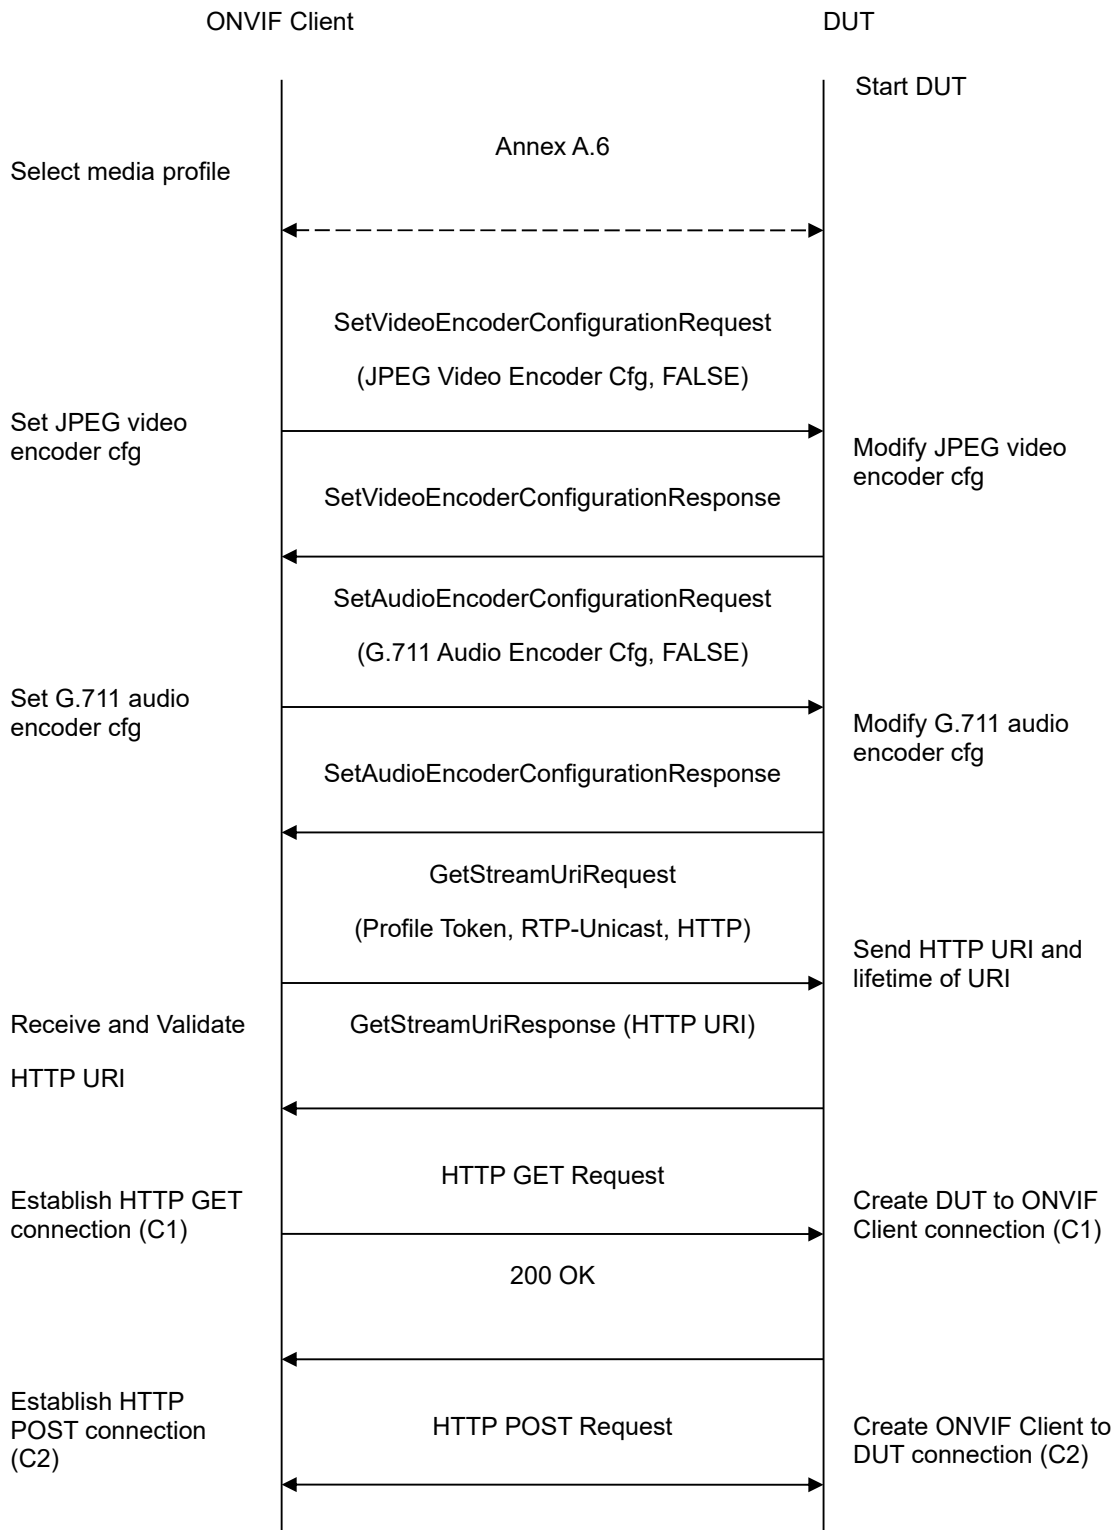 ONVIF Client
DUT
Start DUT
Annex A.6
Select media profile
SetVideoEncoderConfigurationRequest
(JPEG Video Encoder Cfg, FALSE)
Set JPEG video
encoder cfg
Modify JPEG video
encoder cfg
SetVideoEncoderConfigurationResponse
SetAudioEncoderConfigurationRequest
(G.711 Audio Encoder Cfg, FALSE)
Set G.711 audio
encoder cfg
Modify G.711 audio
encoder cfg
SetAudioEncoderConfigurationResponse
GetStreamUriRequest
(Profile Token, RTP-Unicast, HTTP)
Send HTTP URI and
lifetime of URI
Receive and Validate
HTTP URI
GetStreamUriResponse (HTTP URI)
HTTP GET Request
Establish HTTP GET
connection (C1)
Create DUT to ONVIF
Client connection (C1)
200 OK
Establish HTTP
POST connection
(C2)
HTTP POST Request
Create ONVIF Client to
DUT connection (C2)